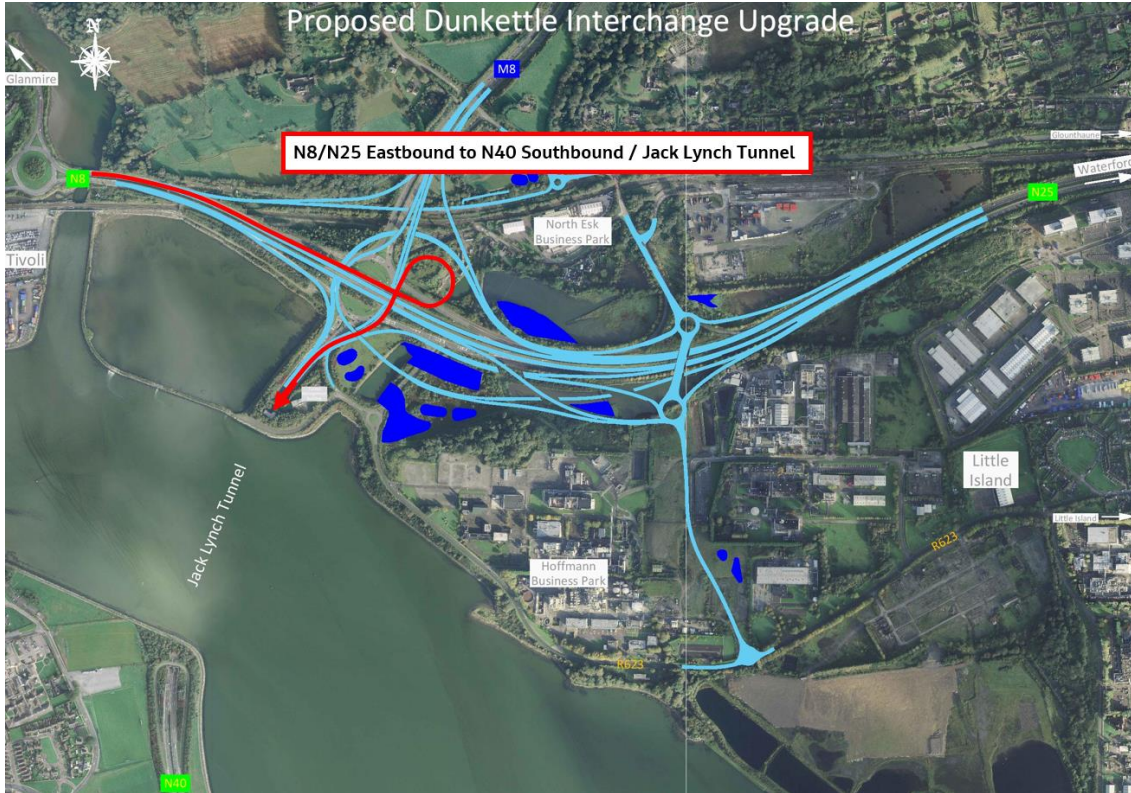 Proposed Dunkettle Interchange Upgrade
N
Glanmire
M8
N8/N25 Eastbound to N40 Southbound / Jack Lynch Tunnel
Glounthaune
Waterford
N8
N25
North Esk
Business Park
Tivoli
Little
Island
Jack Lynch Tunnel
Little Island
R623
Hoffmann
Business Park
R623
N40